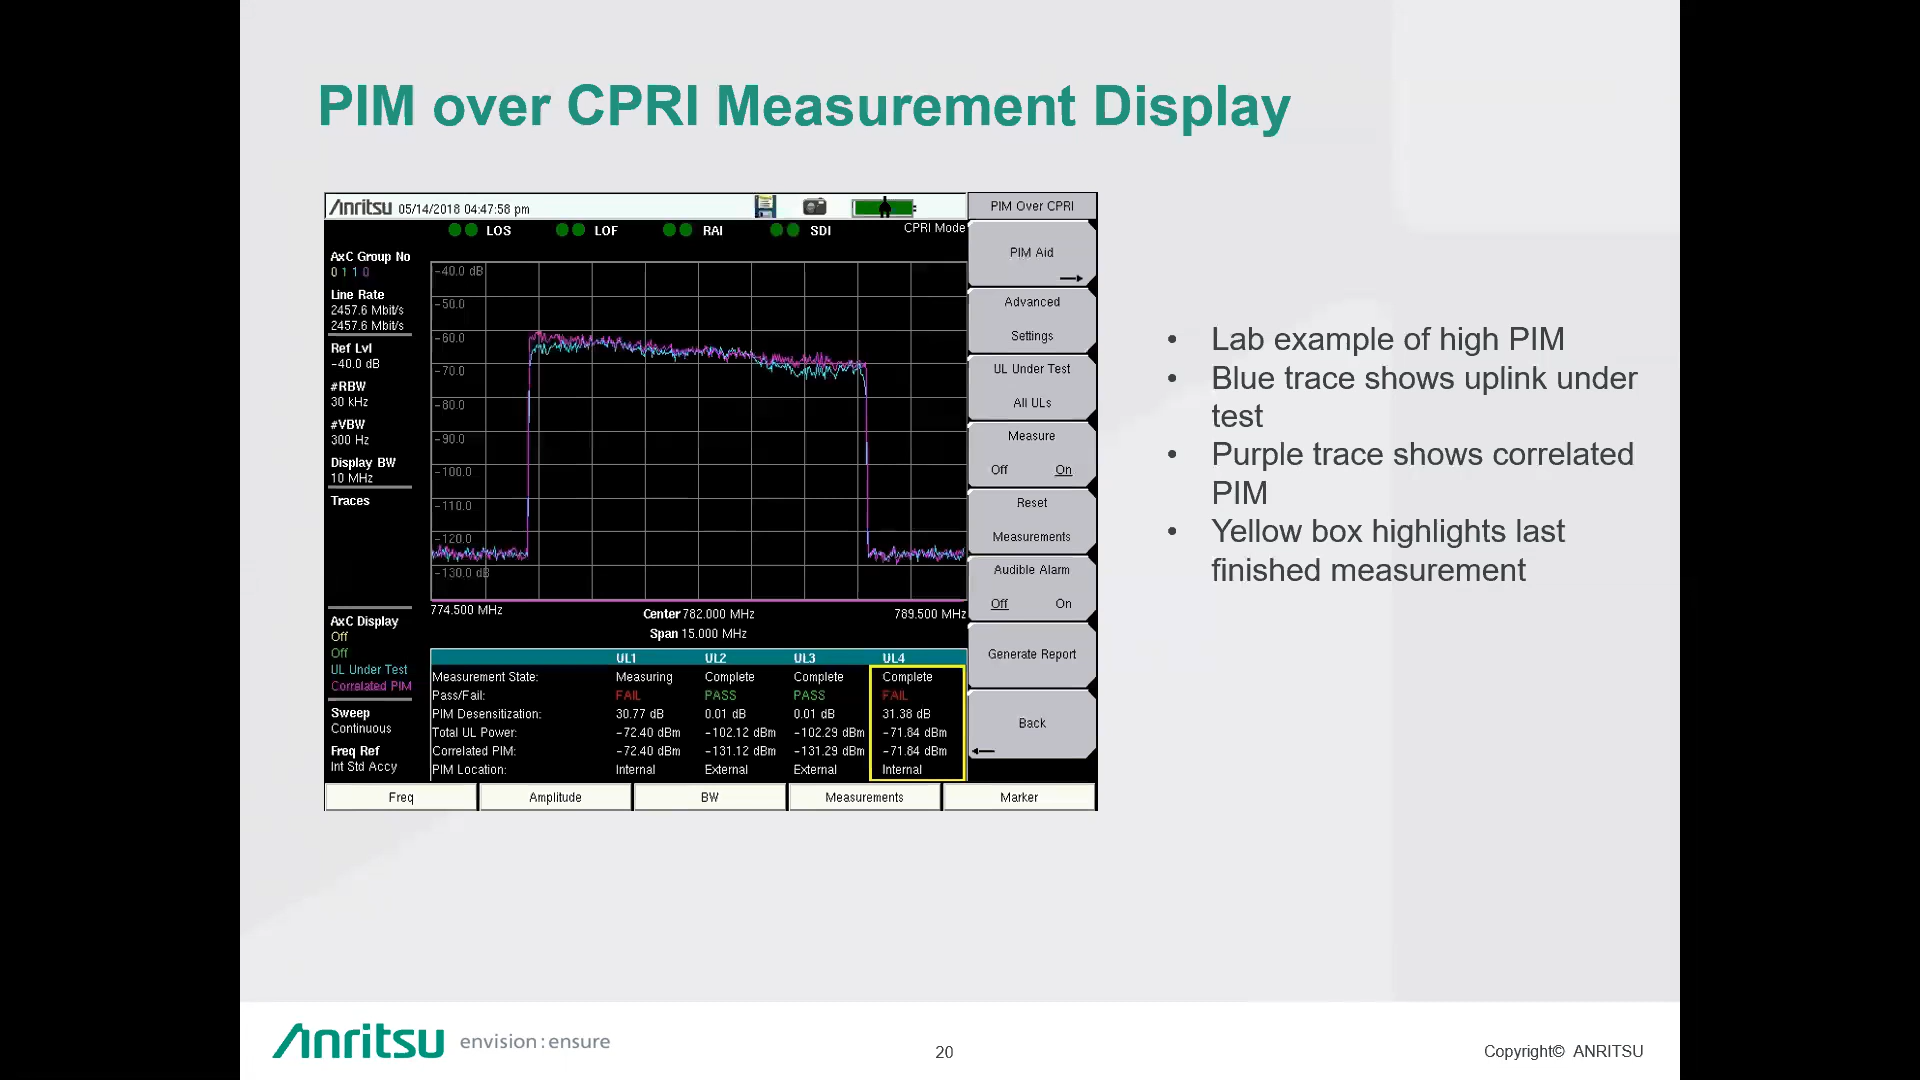 PIM over CPRI Measurement Display
Anritsu 05/14/2018 04:47:58 pm
LOS LOF RAI SDI CPRI Mode
AxC Group No
0 1 1 0
Line Rate
2457.6 Mbit/s
2457.6 Mbit/s
Ref Lvl
-40.0 dB
#RBW
30 kHz
#VBW
300 Hz
Display BW
10 MHz
Traces
AxC Display
Off
Off
UL Under Test
Correlated PIM
Sweep
Continuous
Freq Ref
Int Std Accy
-40.0 dB
-50.0
-60.0
-70.0
-80.0
-90.0
-100.0
-110.0
-120.0
-130.0 dB
774.500 MHz Center 782.000 MHz 789.500 MHz
Span 15.000 MHz
UL1 UL2 UL3 UL4
Measurement State: Measuring Complete Complete Complete
Pass/Fail: FAIL PASS PASS FAIL
PIM Desensitization: 30.77 dB 0.01 dB 0.01 dB 31.38 dB
Total UL Power: -72.40 dBm -102.12 dBm -102.29 dBm -71.84 dBm
Correlated PIM: -72.40 dBm -131.12 dBm -131.29 dBm -71.84 dBm
PIM Location: Internal External External Internal
PIM Over CPRI
PIM Aid
Advanced
Settings
UL Under Test
All ULs
Measure
Off On
Reset
Measurements
Audible Alarm
Off On
Generate Report
Back
Freq Amplitude BW Measurements Marker
• Lab example of high PIM
• Blue trace shows uplink under
test
• Purple trace shows correlated
PIM
• Yellow box highlights last
finished measurement
Anritsu envision : ensure
20
Copyright© ANRITSU